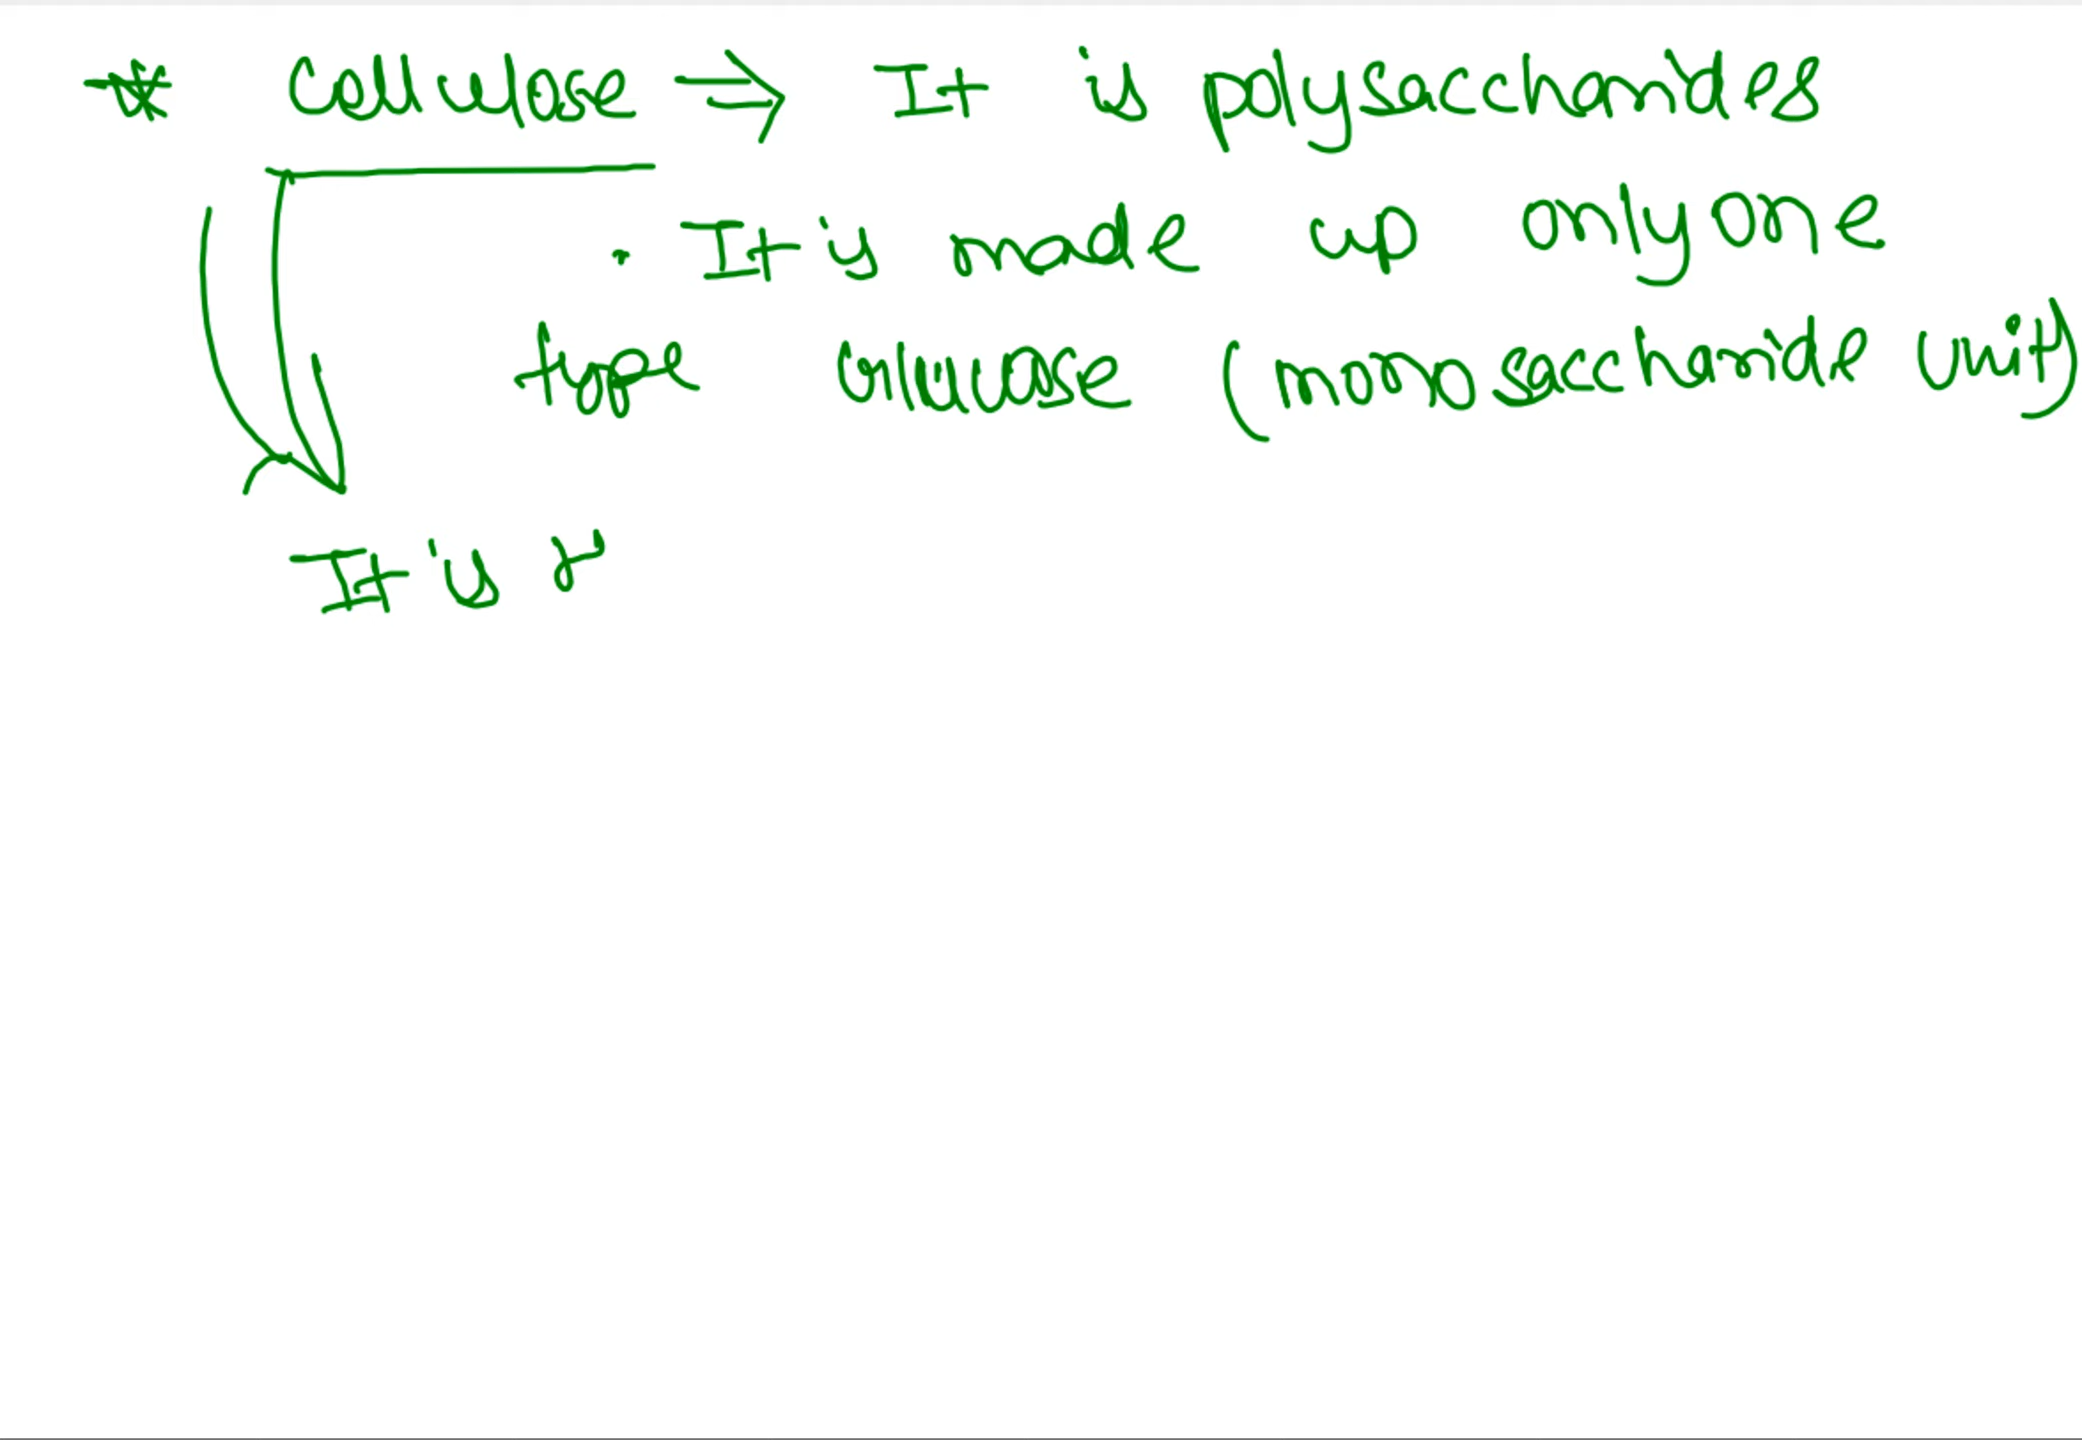 * Cellulose ⇒ It is polysaccharides
. It is made up only one
type Glucose (monosaccharide unit)
It is